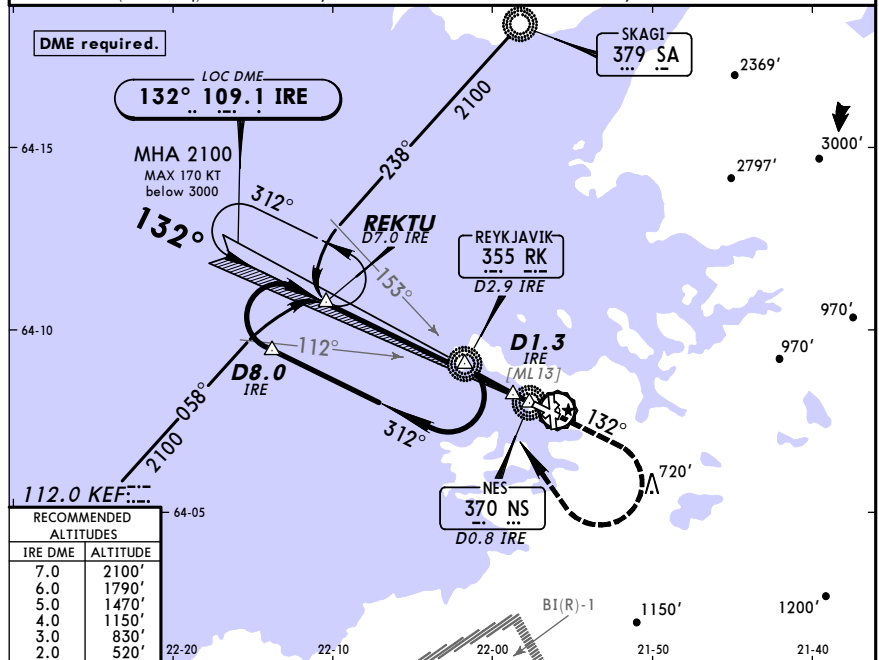 DME required.
SKAGI
379 SA
2369'
LOC DME
132° 109.1 IRE
2100
64-15
3000'
MHA 2100
MAX 170 KT
below 3000
2797'
238°
312°
132°
REKTU
D7.0 IRE
REYKJAVIK
355 RK
D2.9 IRE
153°
970'
64-10
D1.3
IRE
[ML13]
970'
112°
D8.0
IRE
058°
2100
312°
132°
720'
112.0 KEF
NES
370 NS
D0.8 IRE
64-05
RECOMMENDED
ALTITUDES
IRE DME ALTITUDE
7.0 2100'
6.0 1790'
5.0 1470'
4.0 1150'
3.0 830'
2.0 520'
BI(R)-1
1150'
1200'
22-20
22-10
22-00
21-50
21-40